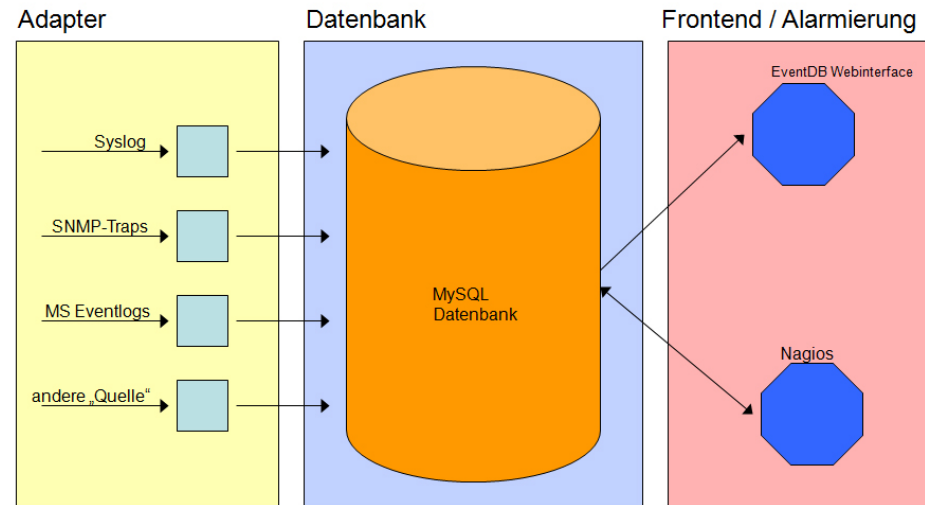 Adapter
Datenbank
Frontend / Alarmierung
EventDB Webinterface
Syslog
SNMP-Traps
MS Eventlogs
andere „Quelle“
MySQL
Datenbank
Nagios